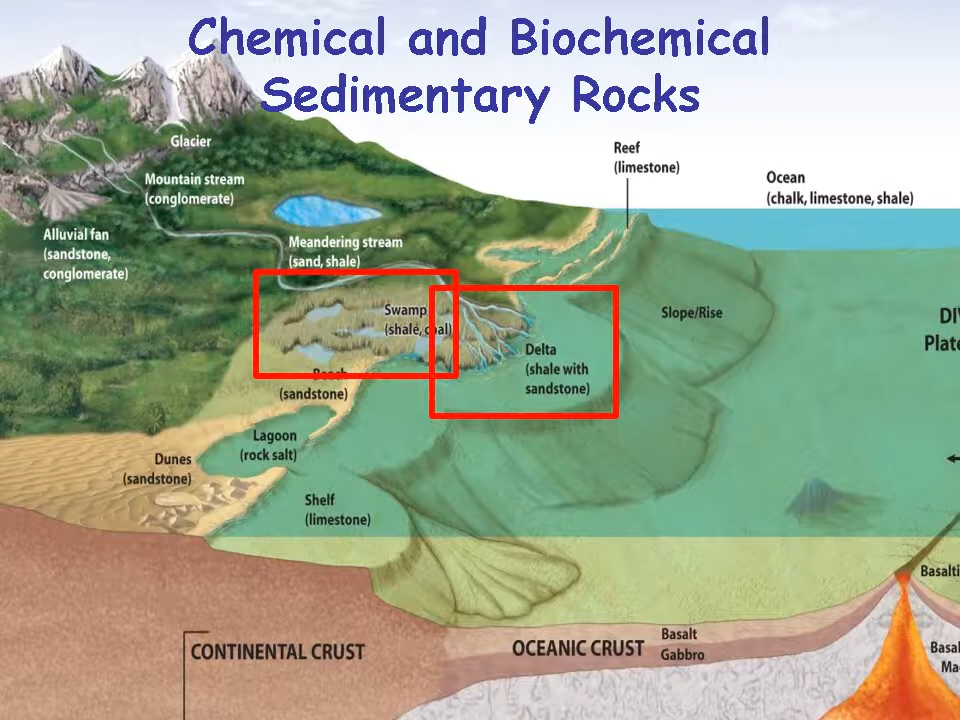 Chemical and Biochemical
Sedimentary Rocks
Glacier
Mountain stream
(conglomerate)
Alluvial fan
(sandstone,
conglomerate)
Meandering stream
(sand, shale)
Reef
(limestone)
Ocean
(chalk, limestone, shale)
Swamp
(shale, coal)
Slope/Rise
Delta
(shale with
sandstone)
Beach
(sandstone)
Lagoon
(rock salt)
Dunes
(sandstone)
Shelf
(limestone)
CONTINENTAL CRUST
OCEANIC CRUST
Basalt
Gabbro